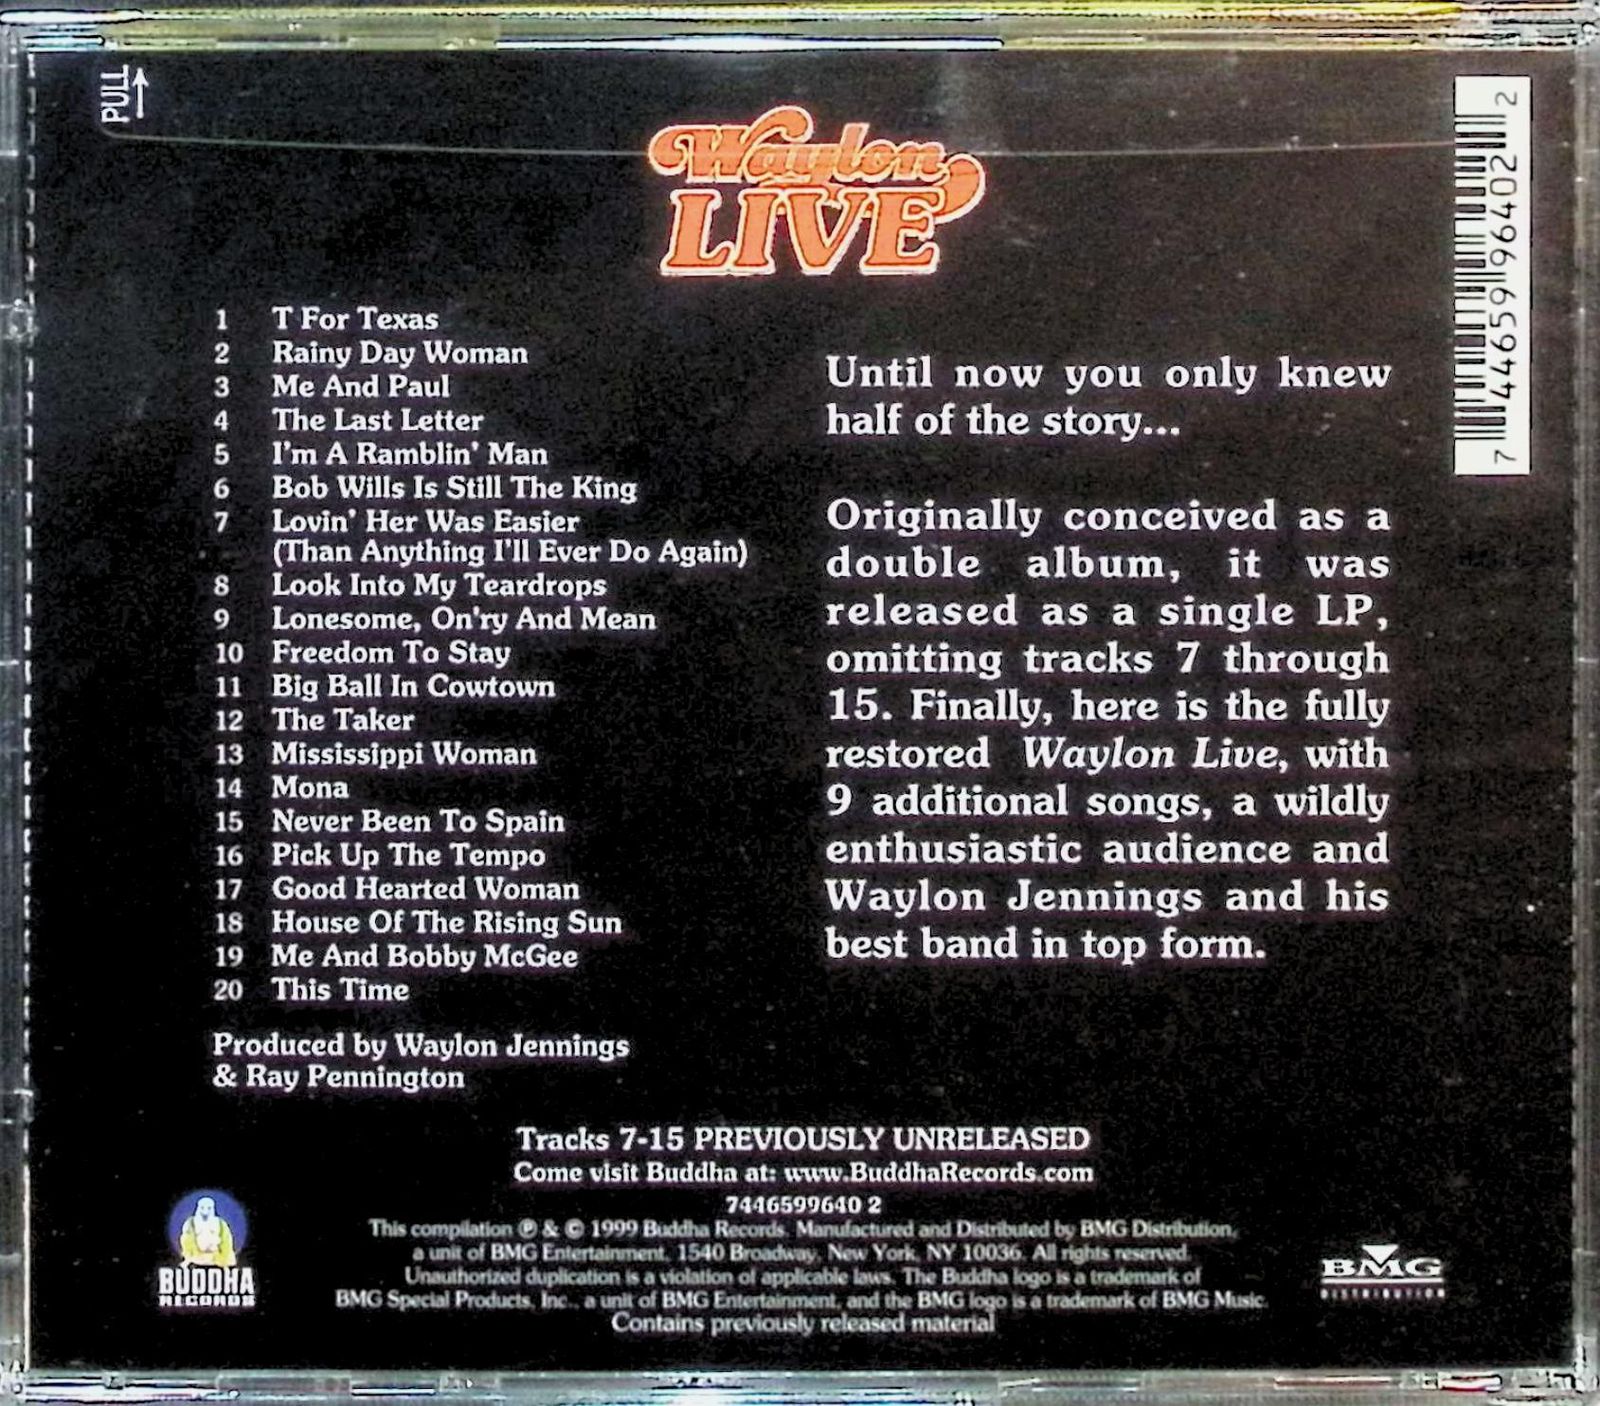 PULL
Waylon
LIVE
7 44659 96402 2
1 T For Texas
2 Rainy Day Woman
3 Me And Paul
4 The Last Letter
5 I'm A Ramblin' Man
6 Bob Wills Is Still The King
7 Lovin' Her Was Easier
(Than Anything I'll Ever Do Again)
8 Look Into My Teardrops
9 Lonesome, On'ry And Mean
10 Freedom To Stay
11 Big Ball In Cowtown
12 The Taker
13 Mississippi Woman
14 Mona
15 Never Been To Spain
16 Pick Up The Tempo
17 Good Hearted Woman
18 House Of The Rising Sun
19 Me And Bobby McGee
20 This Time
Produced by Waylon Jennings
& Ray Pennington
Until now you only knew
half of the story...
Originally conceived as a
double album, it was
released as a single LP,
omitting tracks 7 through
15. Finally, here is the fully
restored Waylon Live, with
9 additional songs, a wildly
enthusiastic audience and
Waylon Jennings and his
best band in top form.
Tracks 7-15 PREVIOUSLY UNRELEASED
Come visit Buddha at: www.BuddhaRecords.com
7446599640 2
This compilation ℗ & © 1999 Buddha Records. Manufactured and Distributed by BMG Distribution,
a unit of BMG Entertainment, 1540 Broadway, New York, NY 10036. All rights reserved.
Unauthorized duplication is a violation of applicable laws. The Buddha logo is a trademark of
BMG Special Products, Inc., a unit of BMG Entertainment, and the BMG logo is a trademark of BMG Music.
Contains previously released material
BUDDHA
RECORDS
BMG
DISTRIBUTION